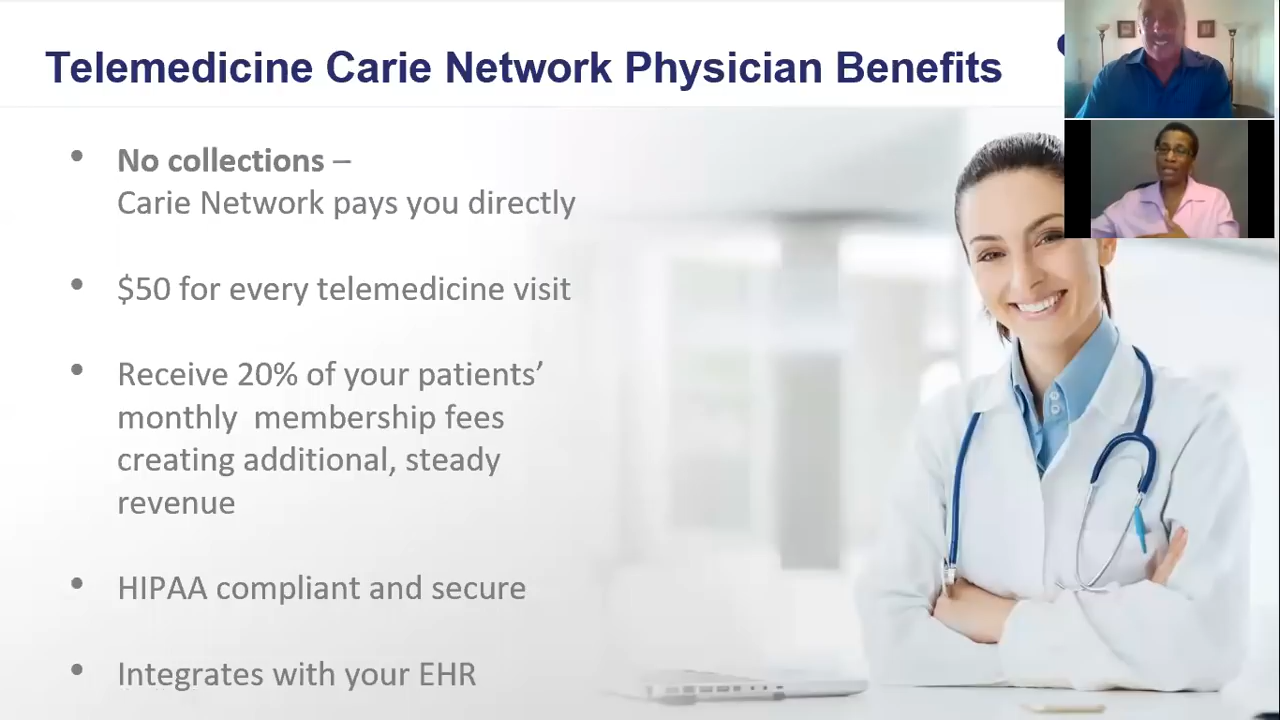 Telemedicine Carie Network Physician Benefits
• No collections –
Carie Network pays you directly
• $50 for every telemedicine visit
• Receive 20% of your patients’
monthly  membership fees
creating additional, steady
revenue
• HIPAA compliant and secure
• Integrates with your EHR